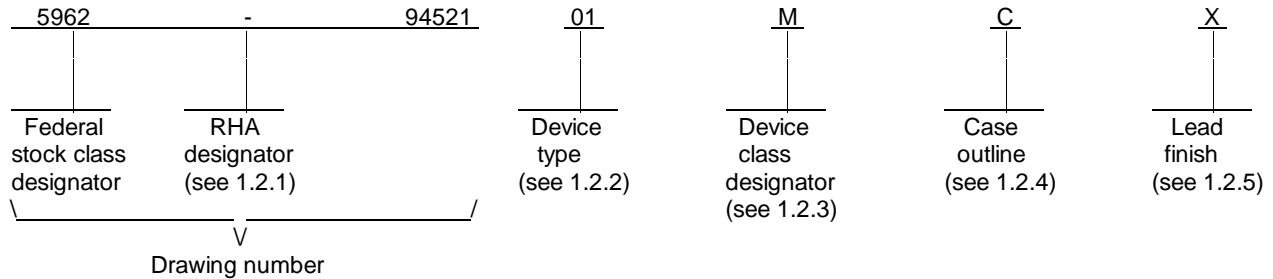 5962 - 94521 01 M C X
Federal stock class designator
RHA designator (see 1.2.1)
Device type (see 1.2.2)
Device class designator (see 1.2.3)
Case outline (see 1.2.4)
Lead finish (see 1.2.5)
Drawing number